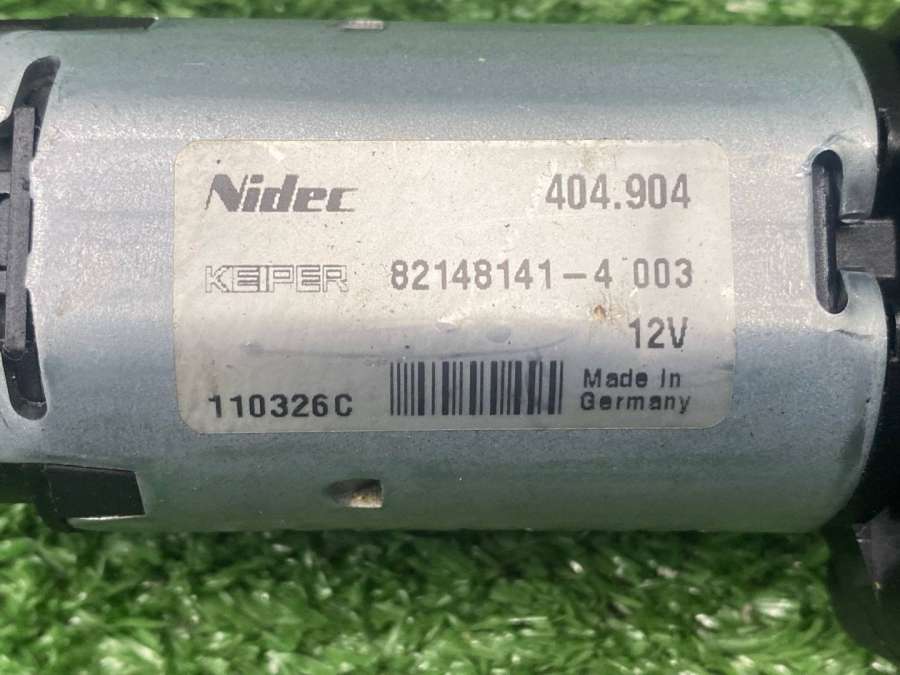 Nidec 404.904
KEIPER 82148141-4 003
12V
110326C Made In
Germany